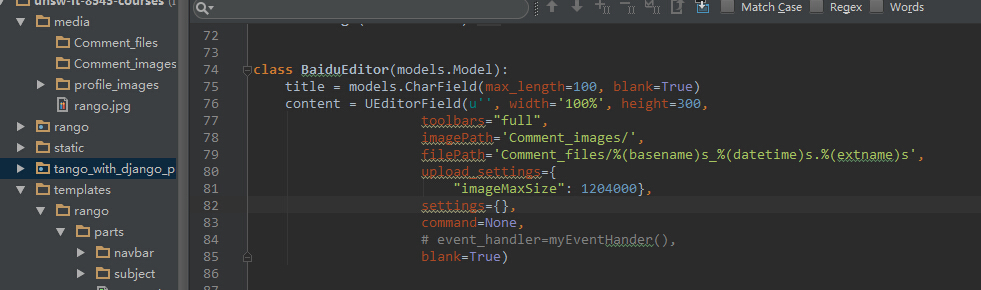 unsw-it-8945-courses
media
Comment_files
Comment_images
profile_images
rango.jpg
rango
static
tango_with_django_p
templates
rango
parts
navbar
subject
Match Case
Regex
Words
72
73
74 class BaiduEditor(models.Model):
75 title = models.CharField(max_length=100, blank=True)
76 content = UEditorField(u'', width='100%', height=300,
77 toolbars="full",
78 imagePath='Comment_images/',
79 filePath='Comment_files/%(basename)s_%(datetime)s.%(extname)s',
80 upload_settings={
81 "imageMaxSize": 1204000},
82 settings={},
83 command=None,
84 # event_handler=myEventHander(),
85 blank=True)
86